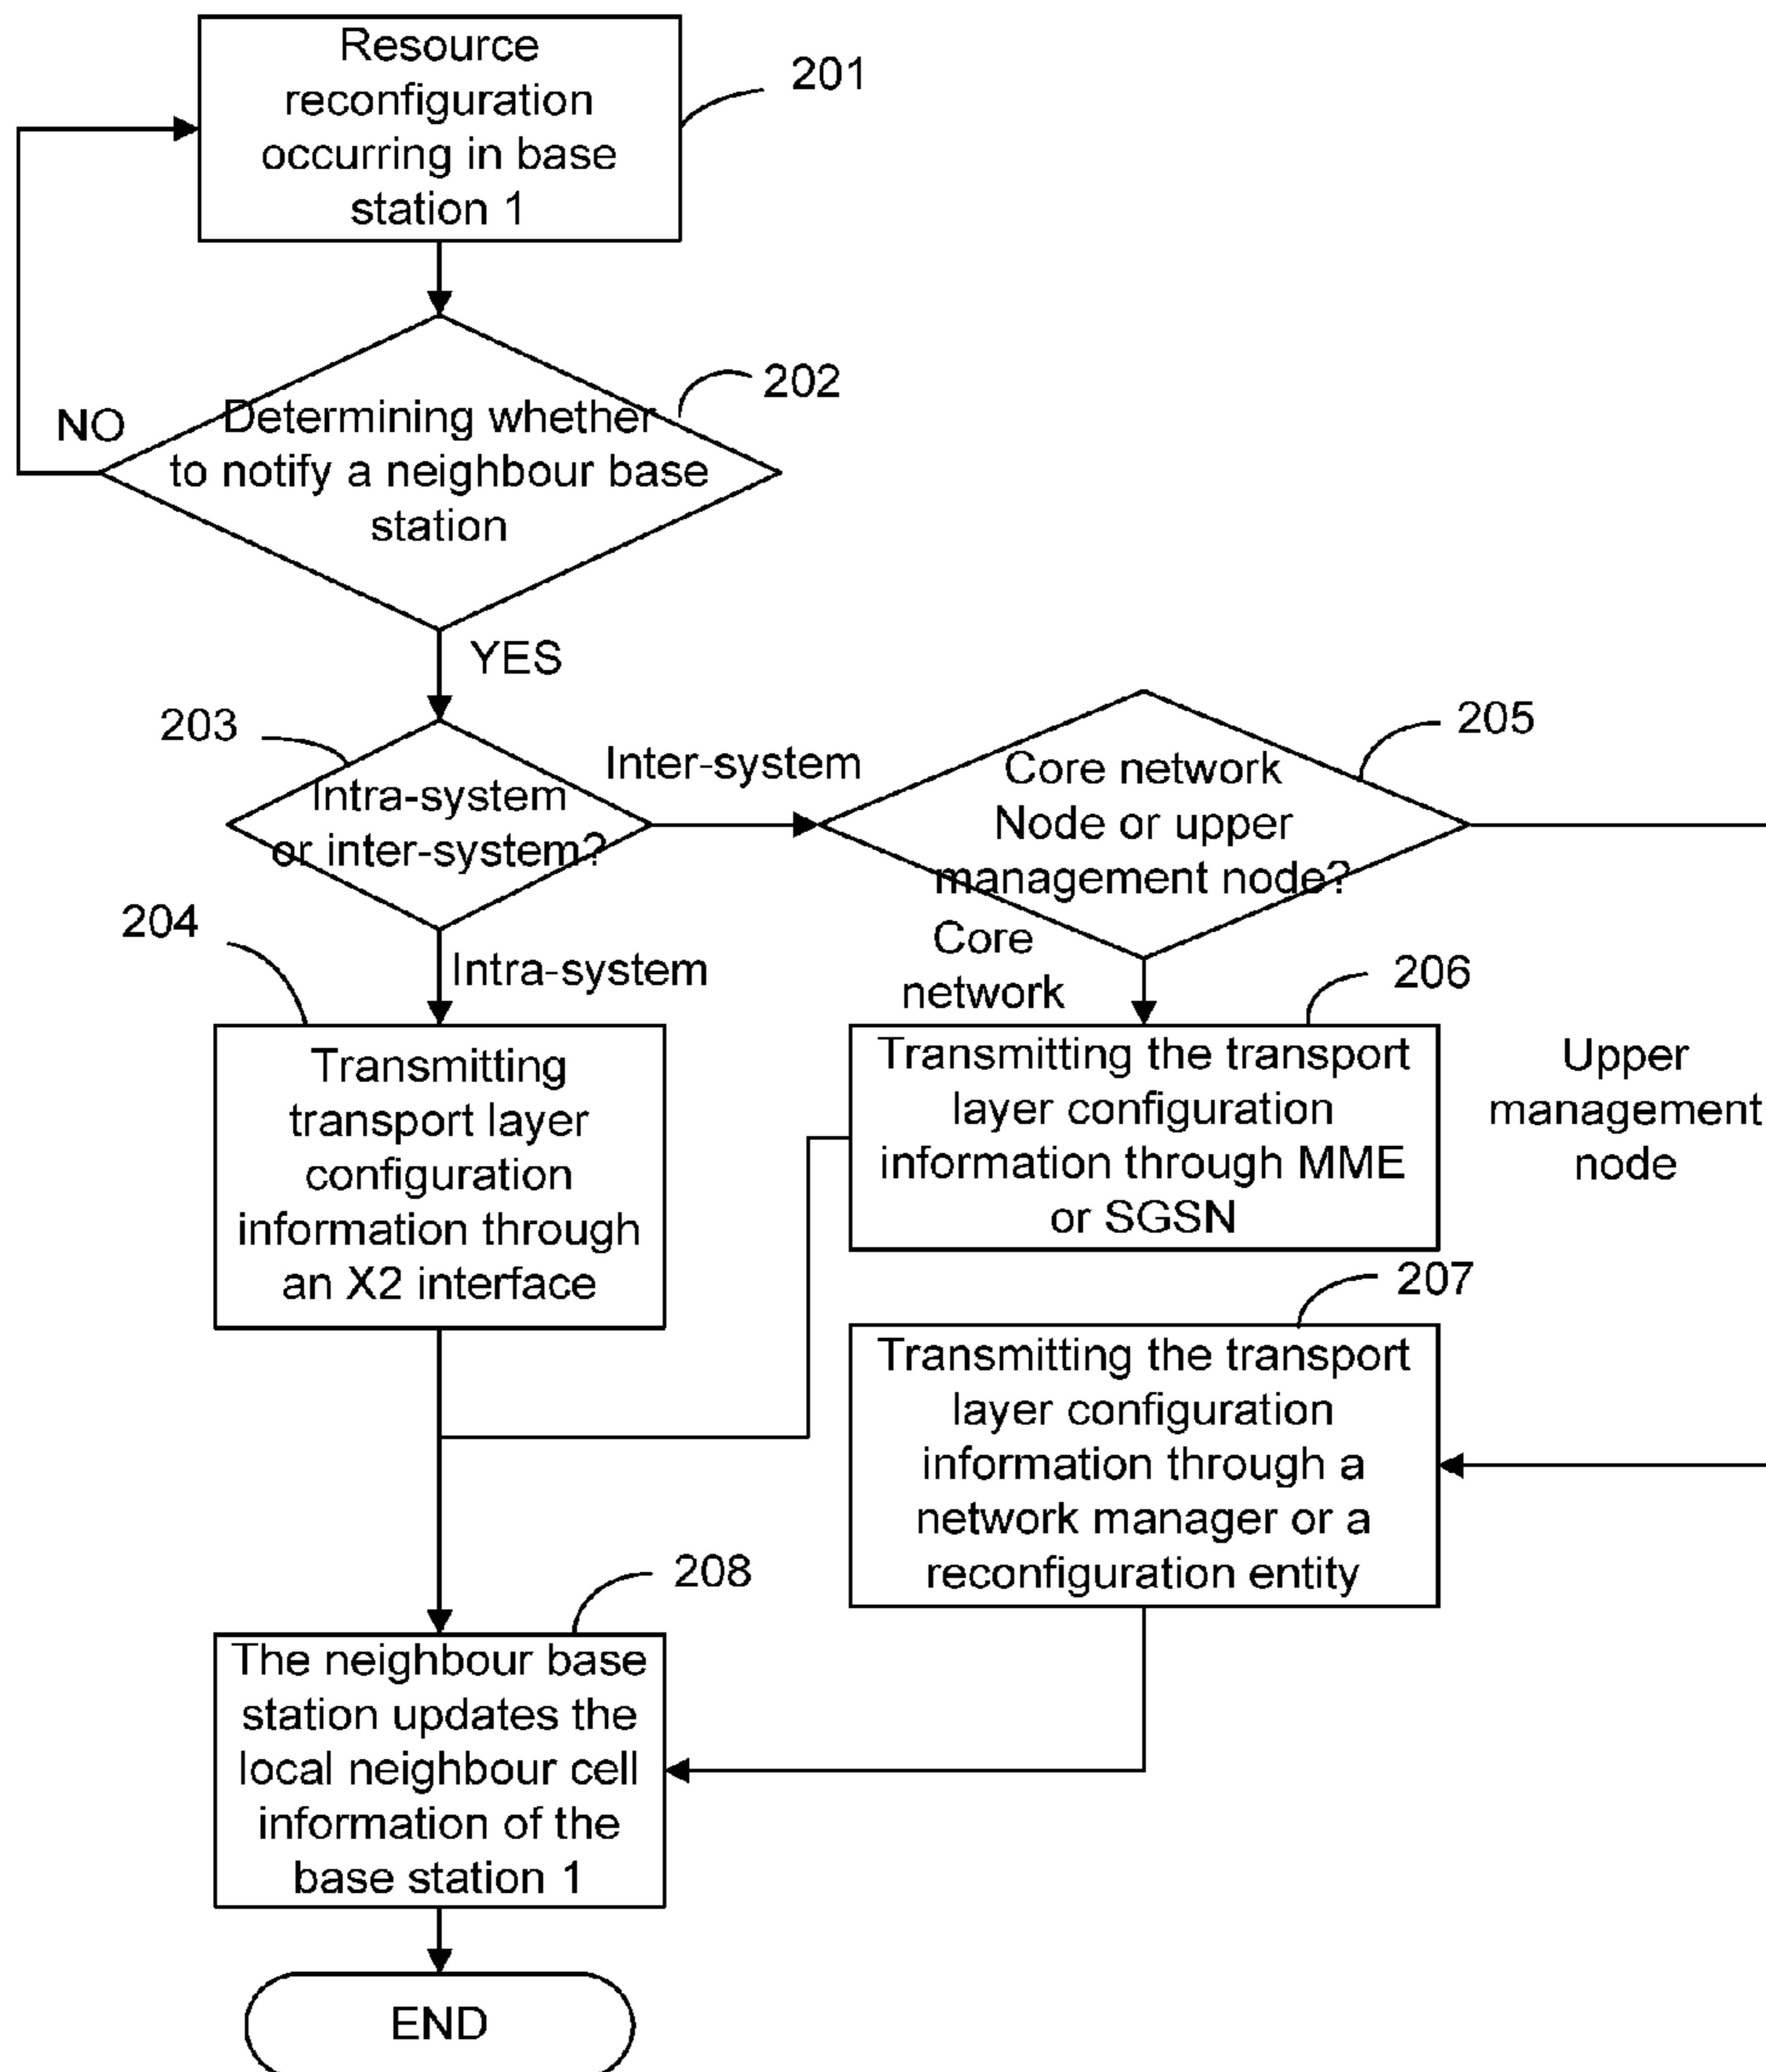 Resource
reconfiguration
occurring in base
station 1
201
202
Determining whether
to notify a neighbour base
station
NO
YES
203
Intra-system
or inter-system?
Inter-system
205
Core network
Node or upper
management node?
204
Intra-system
Core
network
206
Transmitting
transport layer
configuration
information through
an X2 interface
Transmitting the transport
layer configuration
information through MME
or SGSN
Upper
management
node
207
Transmitting the transport
layer configuration
information through a
network manager or a
reconfiguration entity
208
The neighbour base
station updates the
local neighbour cell
information of the
base station 1
END